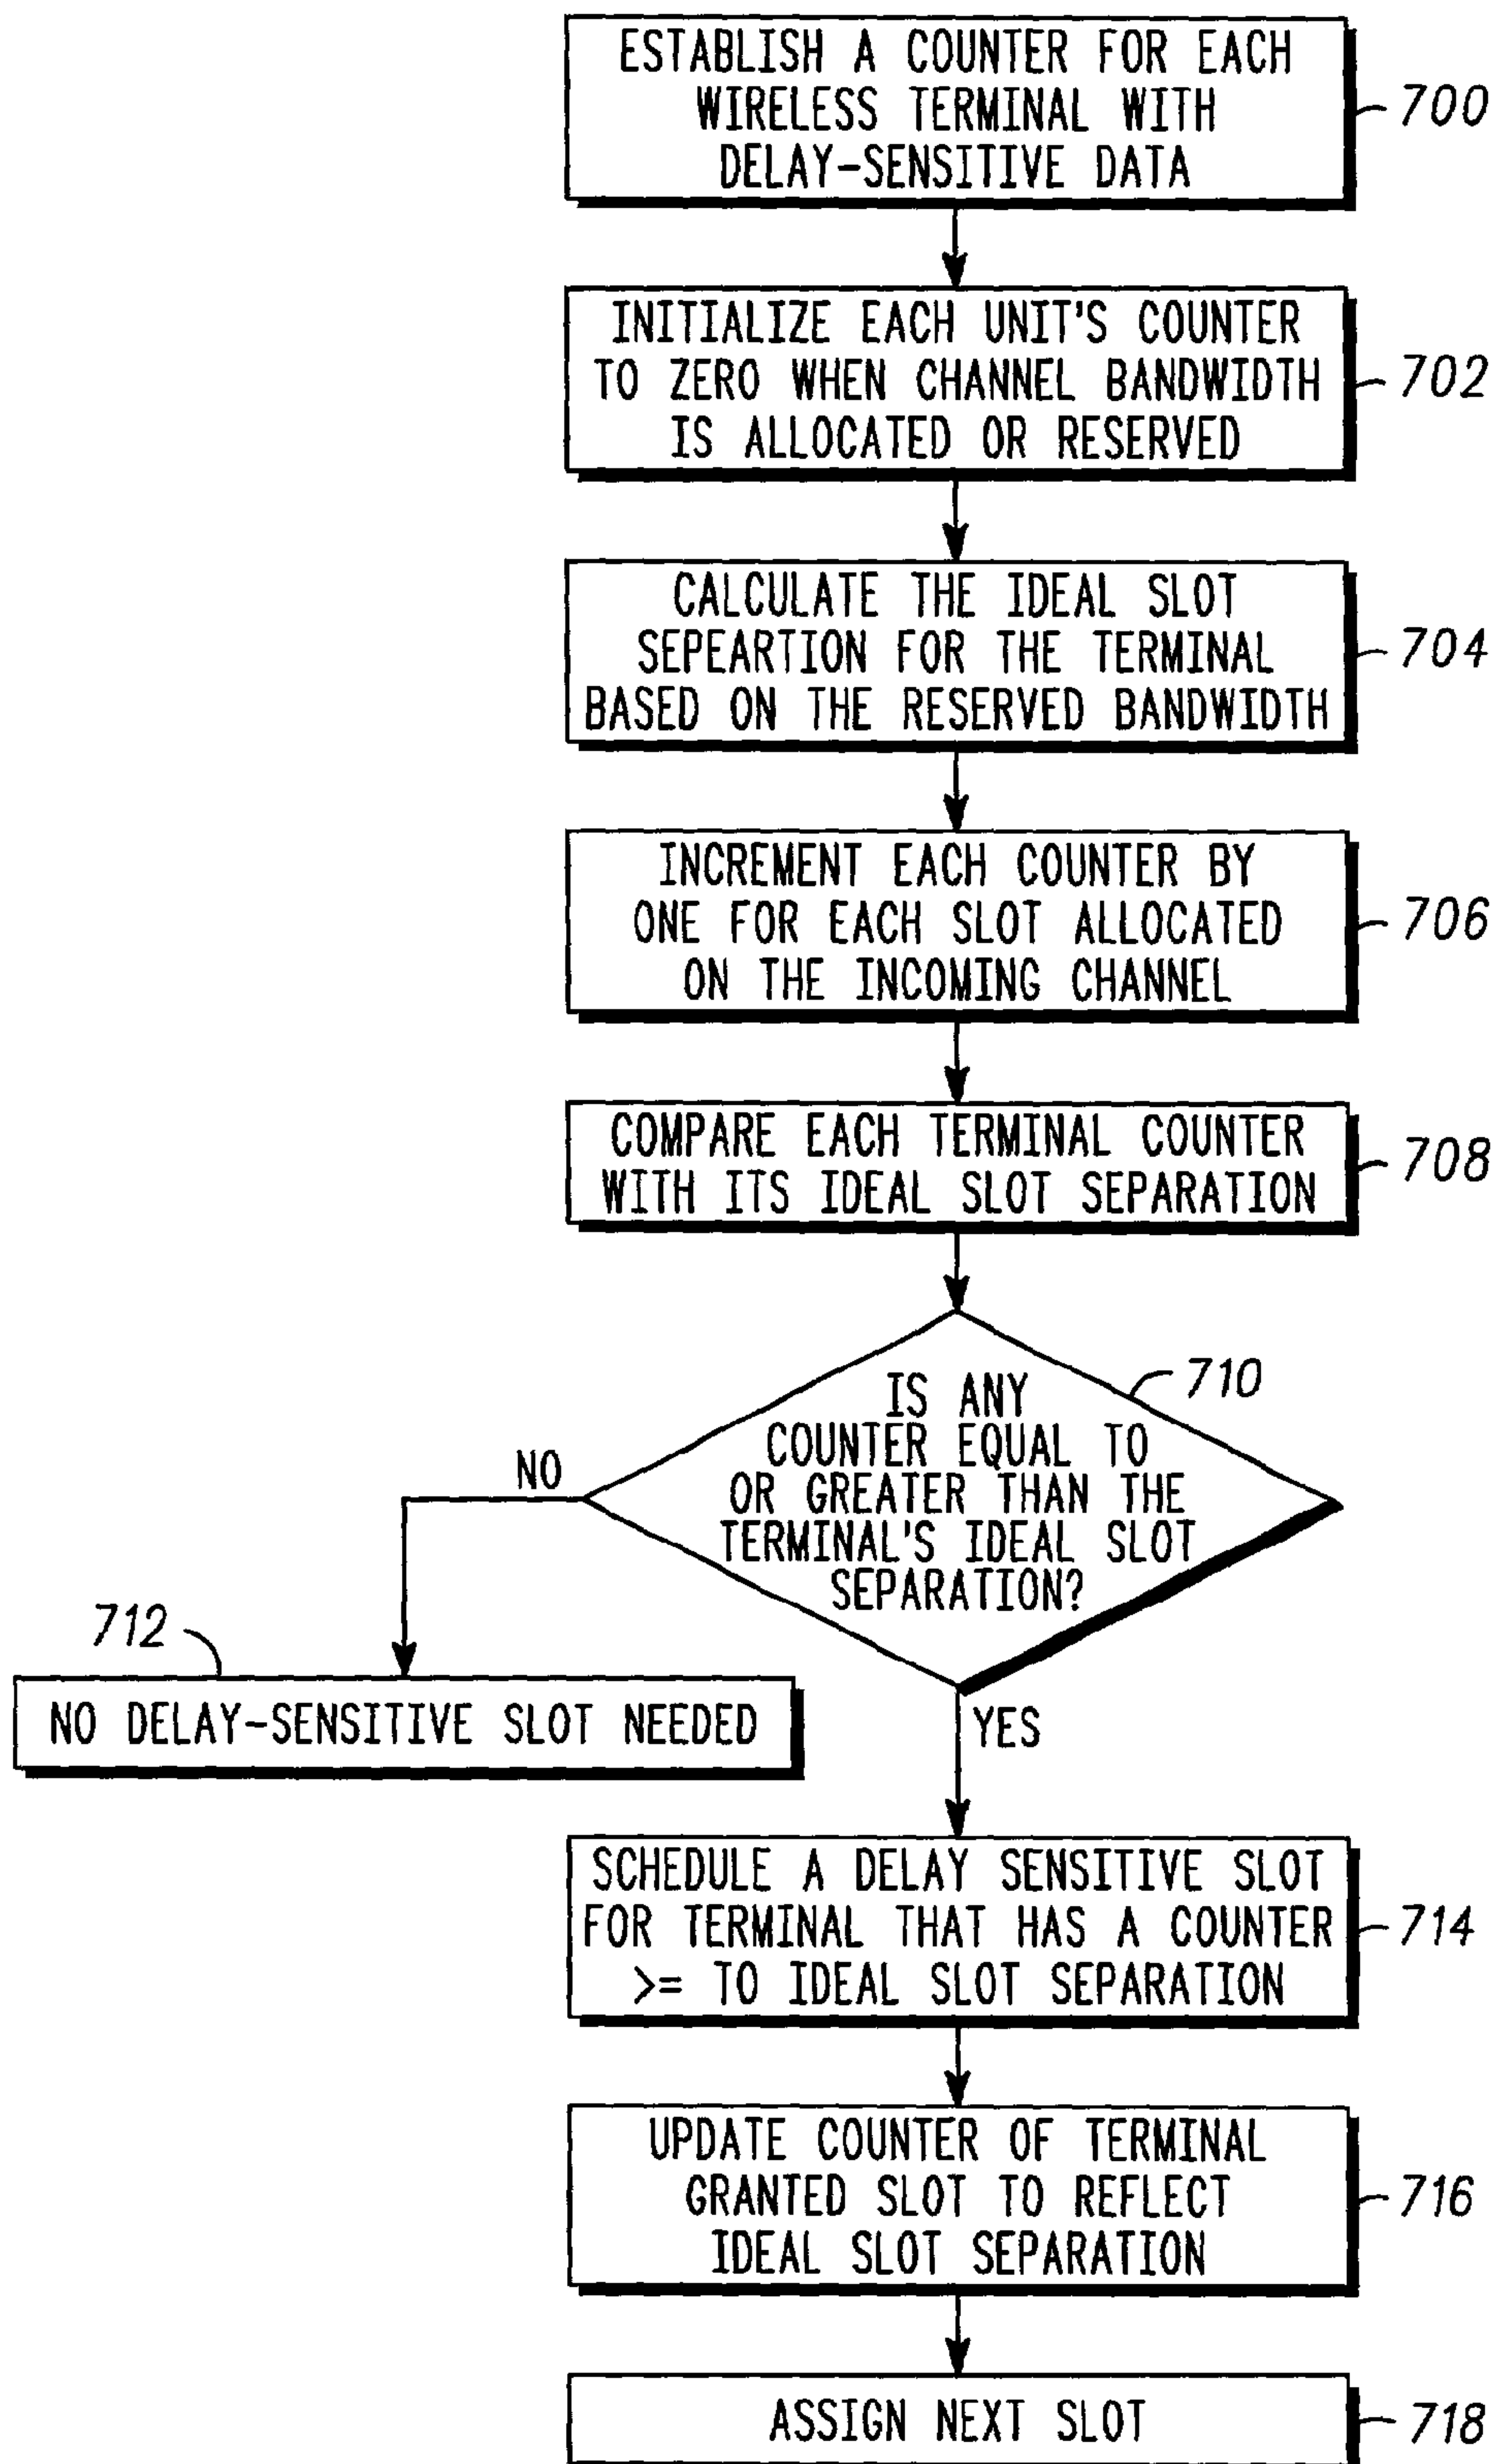 ESTABLISH A COUNTER FOR EACH
WIRELESS TERMINAL WITH
DELAY-SENSITIVE DATA
700
INITIALIZE EACH UNIT'S COUNTER
TO ZERO WHEN CHANNEL BANDWIDTH
IS ALLOCATED OR RESERVED
702
CALCULATE THE IDEAL SLOT
SEPEARTION FOR THE TERMINAL
BASED ON THE RESERVED BANDWIDTH
704
INCREMENT EACH COUNTER BY
ONE FOR EACH SLOT ALLOCATED
ON THE INCOMING CHANNEL
706
COMPARE EACH TERMINAL COUNTER
WITH ITS IDEAL SLOT SEPARATION
708
IS ANY
COUNTER EQUAL TO
OR GREATER THAN THE
TERMINAL'S IDEAL SLOT
SEPARATION?
710
NO
712
NO DELAY-SENSITIVE SLOT NEEDED
YES
SCHEDULE A DELAY SENSITIVE SLOT
FOR TERMINAL THAT HAS A COUNTER
>= TO IDEAL SLOT SEPARATION
714
UPDATE COUNTER OF TERMINAL
GRANTED SLOT TO REFLECT
IDEAL SLOT SEPARATION
716
ASSIGN NEXT SLOT
718